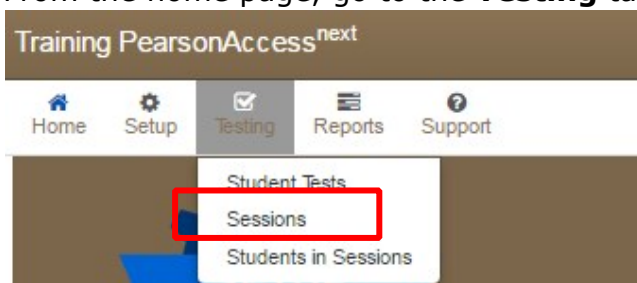 From the home page, go to the Testing ta
Training PearsonAccessnext
Home Setup Testing Reports Support
Student Tests
Sessions
Students in Sessions